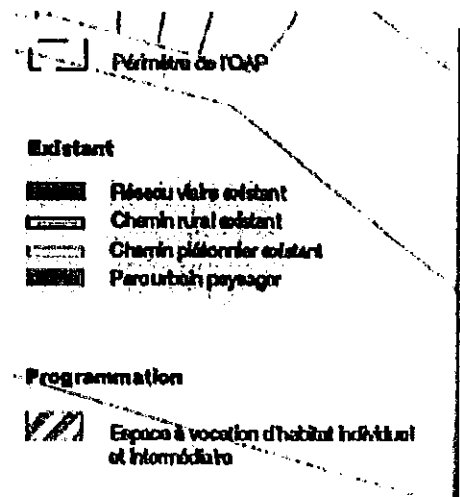 Périmètre de l'OAP
Existant
Réseau viaire existant
Chemin rural existant
Chemin piétonnier existant
Parc urbain paysager
Programmation
Espace à vocation d'habitat individuel
et intermédiaire